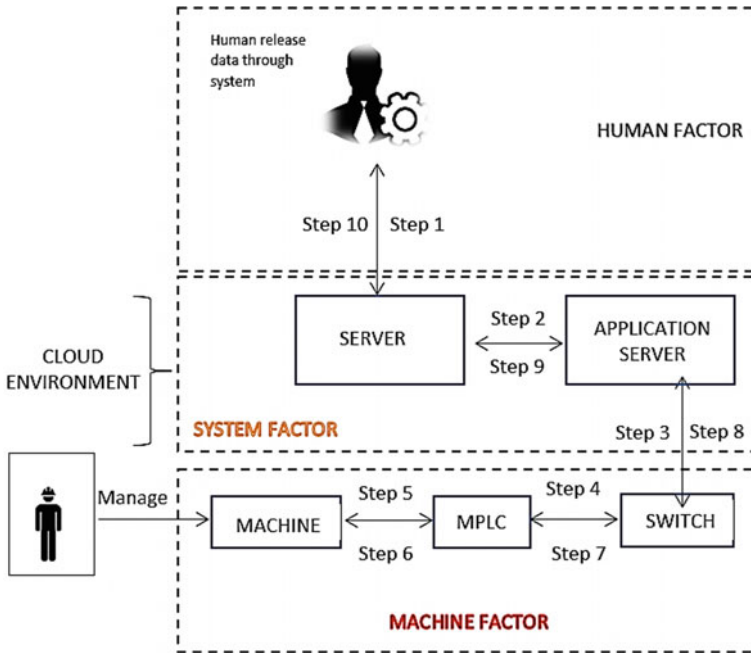 Human release
data through
system
HUMAN FACTOR
Step 10 Step 1
SERVER
Step 2
Step 9
APPLICATION
SERVER
CLOUD
ENVIRONMENT
SYSTEM FACTOR
Step 3 Step 8
Manage
MACHINE
Step 5
Step 6
MPLC
Step 4
Step 7
SWITCH
MACHINE FACTOR